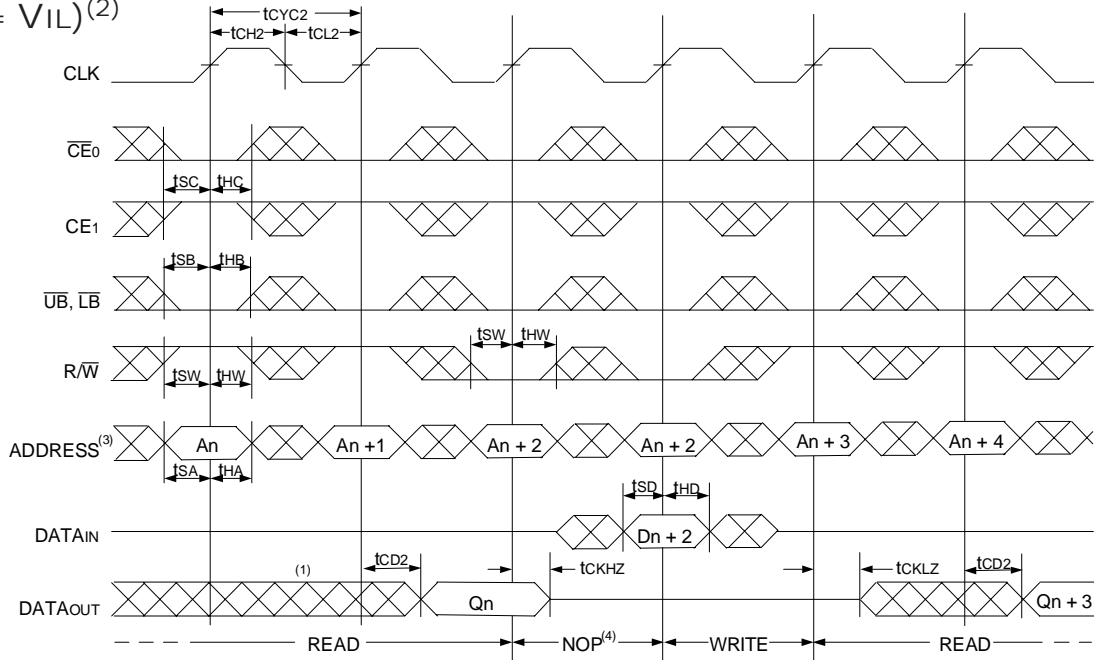 = VIL)(2)
tCYC2
tCH2 tCL2
CLK
CE0
tSC tHC
CE1
tSB tHB
UB, LB
tSW tHW
R/W
tSW tHW
ADDRESS(3) An An +1 An + 2 An + 2 An + 3 An + 4
tSA tHA
tSD tHD
DATAIN Dn + 2
tCD2 tCKHZ tCKLZ tCD2
(1)
DATAOUT Qn Qn + 3
READ NOP(4) WRITE READ